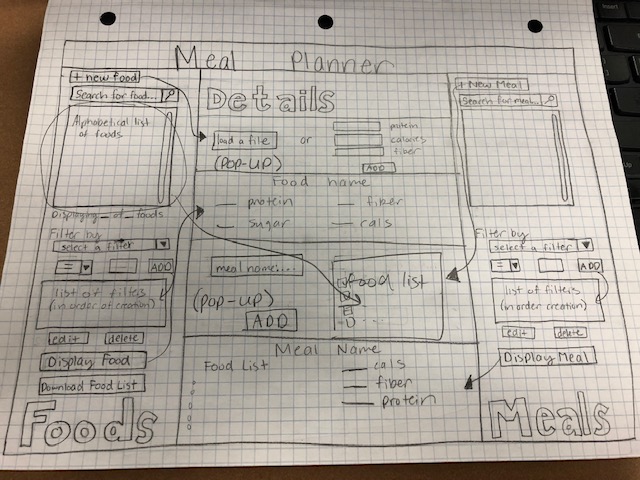 Meal Planner
+ new food
Search for food...
Alphabetical list
of foods
Displaying _ of _ foods
Filter by
select a filter
=
ADD
list of filters
(in order of creation)
edit
delete
Display Food
Download Food List
Foods
Details
load a file
or
protein
calories
fiber
(POP-UP)
ADD
Food name
protein
fiber
sugar
cals
meal name:...
food list
(POP-UP)
ADD
Meal Name
Food List
cals
fiber
protein
+ New Meal
Search for meal...
Filter by
select a filter
=
ADD
list of filters
(in order creation)
edit
delete
Display Meal
Meals